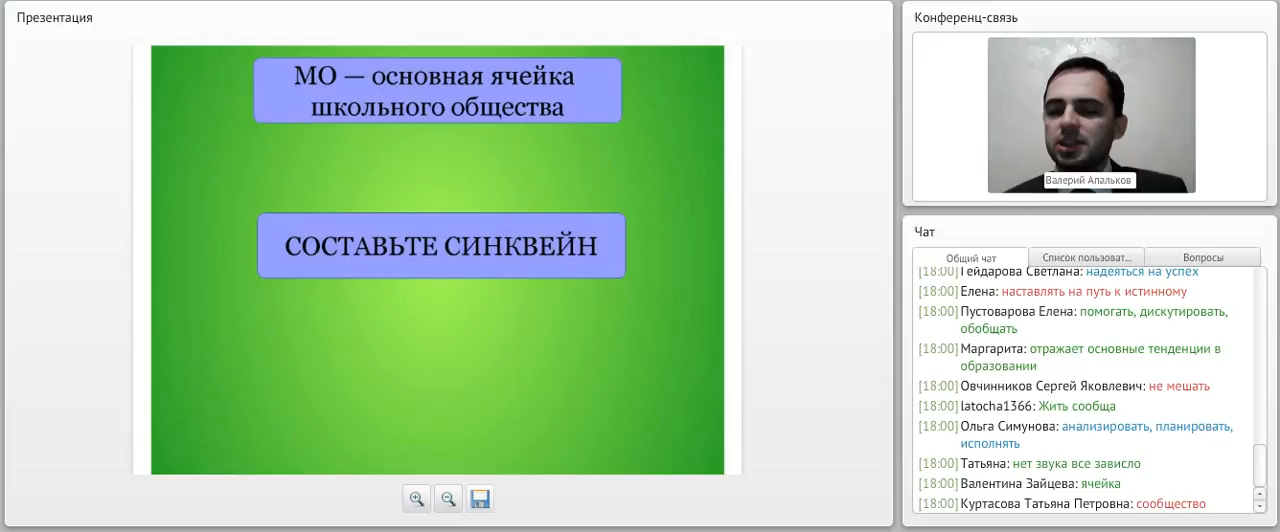 Презентация
МО — основная ячейка
школьного общества
СОСТАВЬТЕ СИНКВЕЙН
Конференц-связь
Валерий Апальков
Чат
Общий чат
Список пользоват...
Вопросы
[18:00] Гейдарова Светлана: надеяться на успех
[18:00] Елена: наставлять на путь к истинному
[18:00] Пустоварова Елена: помогать, дискутировать,
обобщать
[18:00] Маргарита: отражает основные тенденции в
образовании
[18:00] Овчинников Сергей Яковлевич: не мешать
[18:00] latocha1366: Жить сообща
[18:00] Ольга Симунова: анализировать, планировать,
исполнять
[18:00] Татьяна: нет звука все зависло
[18:00] Валентина Зайцева: ячейка
[18:00] Куртасова Татьяна Петровна: сообщество